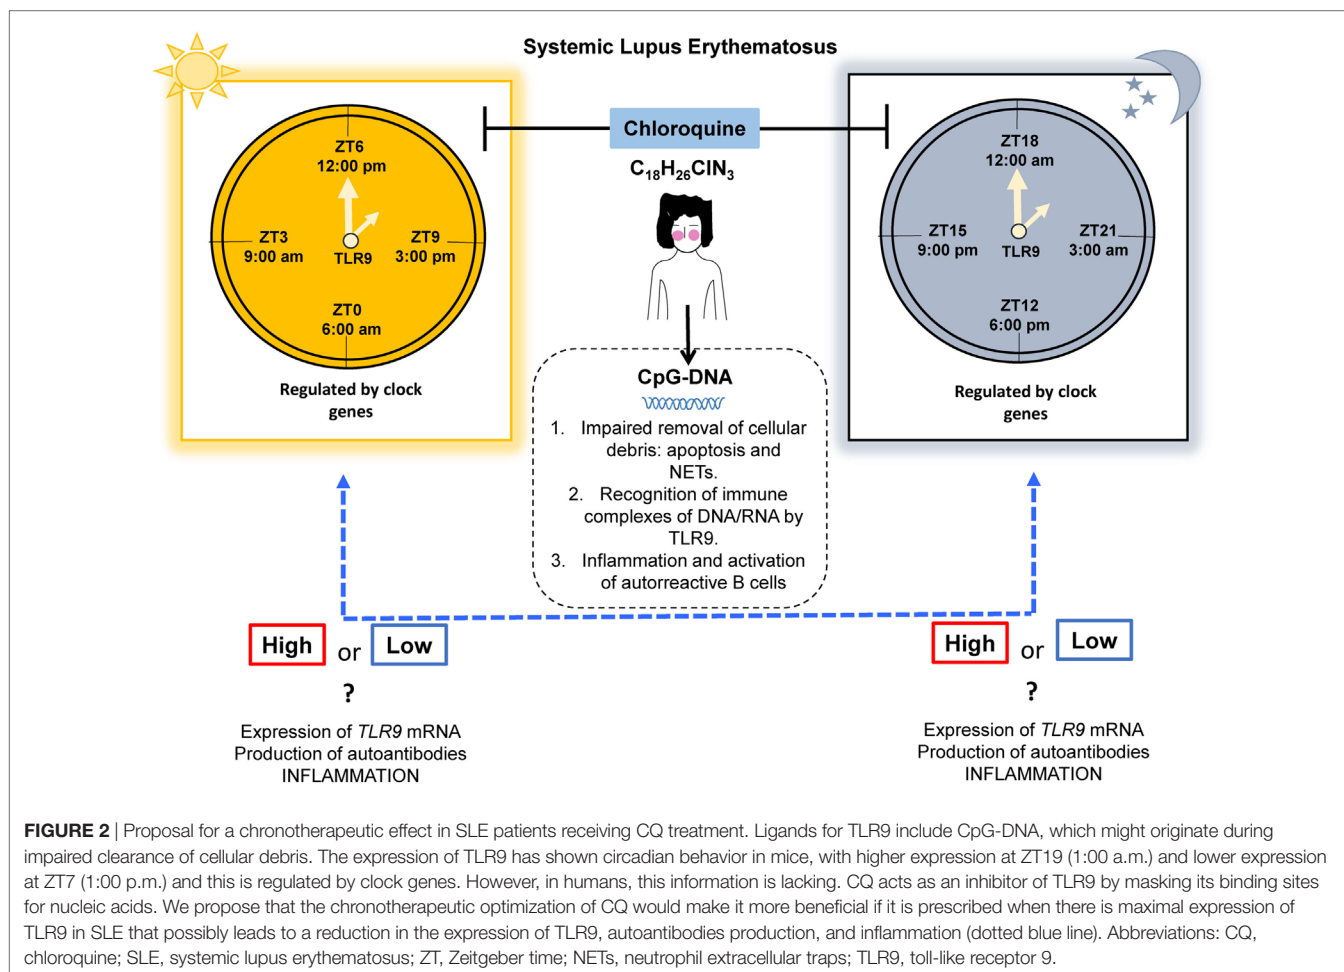 Systemic Lupus Erythematosus
ZT6
12:00 pm
ZT3
9:00 am
TLR9
ZT9
3:00 pm
ZT0
6:00 am
Regulated by clock
genes
Chloroquine
C18H26ClN3
ZT18
12:00 am
ZT15
9:00 pm
TLR9
ZT21
3:00 am
ZT12
6:00 pm
Regulated by clock
genes
CpG-DNA
1. Impaired removal of cellular
debris: apoptosis and
NETs.
2. Recognition of immune
complexes of DNA/RNA by
TLR9.
3. Inflammation and activation
of autorreactive B cells
High or Low
?
Expression of TLR9 mRNA
Production of autoantibodies
INFLAMMATION
High or Low
?
Expression of TLR9 mRNA
Production of autoantibodies
INFLAMMATION
FIGURE 2 | Proposal for a chronotherapeutic effect in SLE patients receiving CQ treatment. Ligands for TLR9 include CpG-DNA, which might originate during
impaired clearance of cellular debris. The expression of TLR9 has shown circadian behavior in mice, with higher expression at ZT19 (1:00 a.m.) and lower expression
at ZT7 (1:00 p.m.) and this is regulated by clock genes. However, in humans, this information is lacking. CQ acts as an inhibitor of TLR9 by masking its binding sites
for nucleic acids. We propose that the chronotherapeutic optimization of CQ would make it more beneficial if it is prescribed when there is maximal expression of
TLR9 in SLE that possibly leads to a reduction in the expression of TLR9, autoantibodies production, and inflammation (dotted blue line). Abbreviations: CQ,
chloroquine; SLE, systemic lupus erythematosus; ZT, Zeitgeber time; NETs, neutrophil extracellular traps; TLR9, toll-like receptor 9.